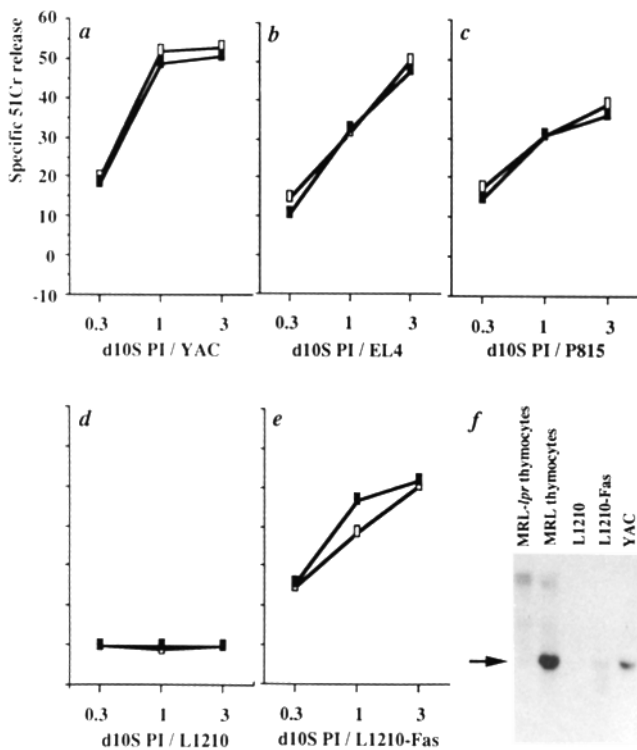 Specific 51Cr release
60
50
40
30
20
10
0
-10
a
0.3 1 3
d10S PI / YAC
b
0.3 1 3
d10S PI / EL4
c
0.3 1 3
d10S PI / P815
d
0.3 1 3
d10S PI / L1210
e
0.3 1 3
d10S PI / L1210-Fas
f
MRL-lpr thymocytes
MRL thymocytes
L1210
L1210-Fas
YAC